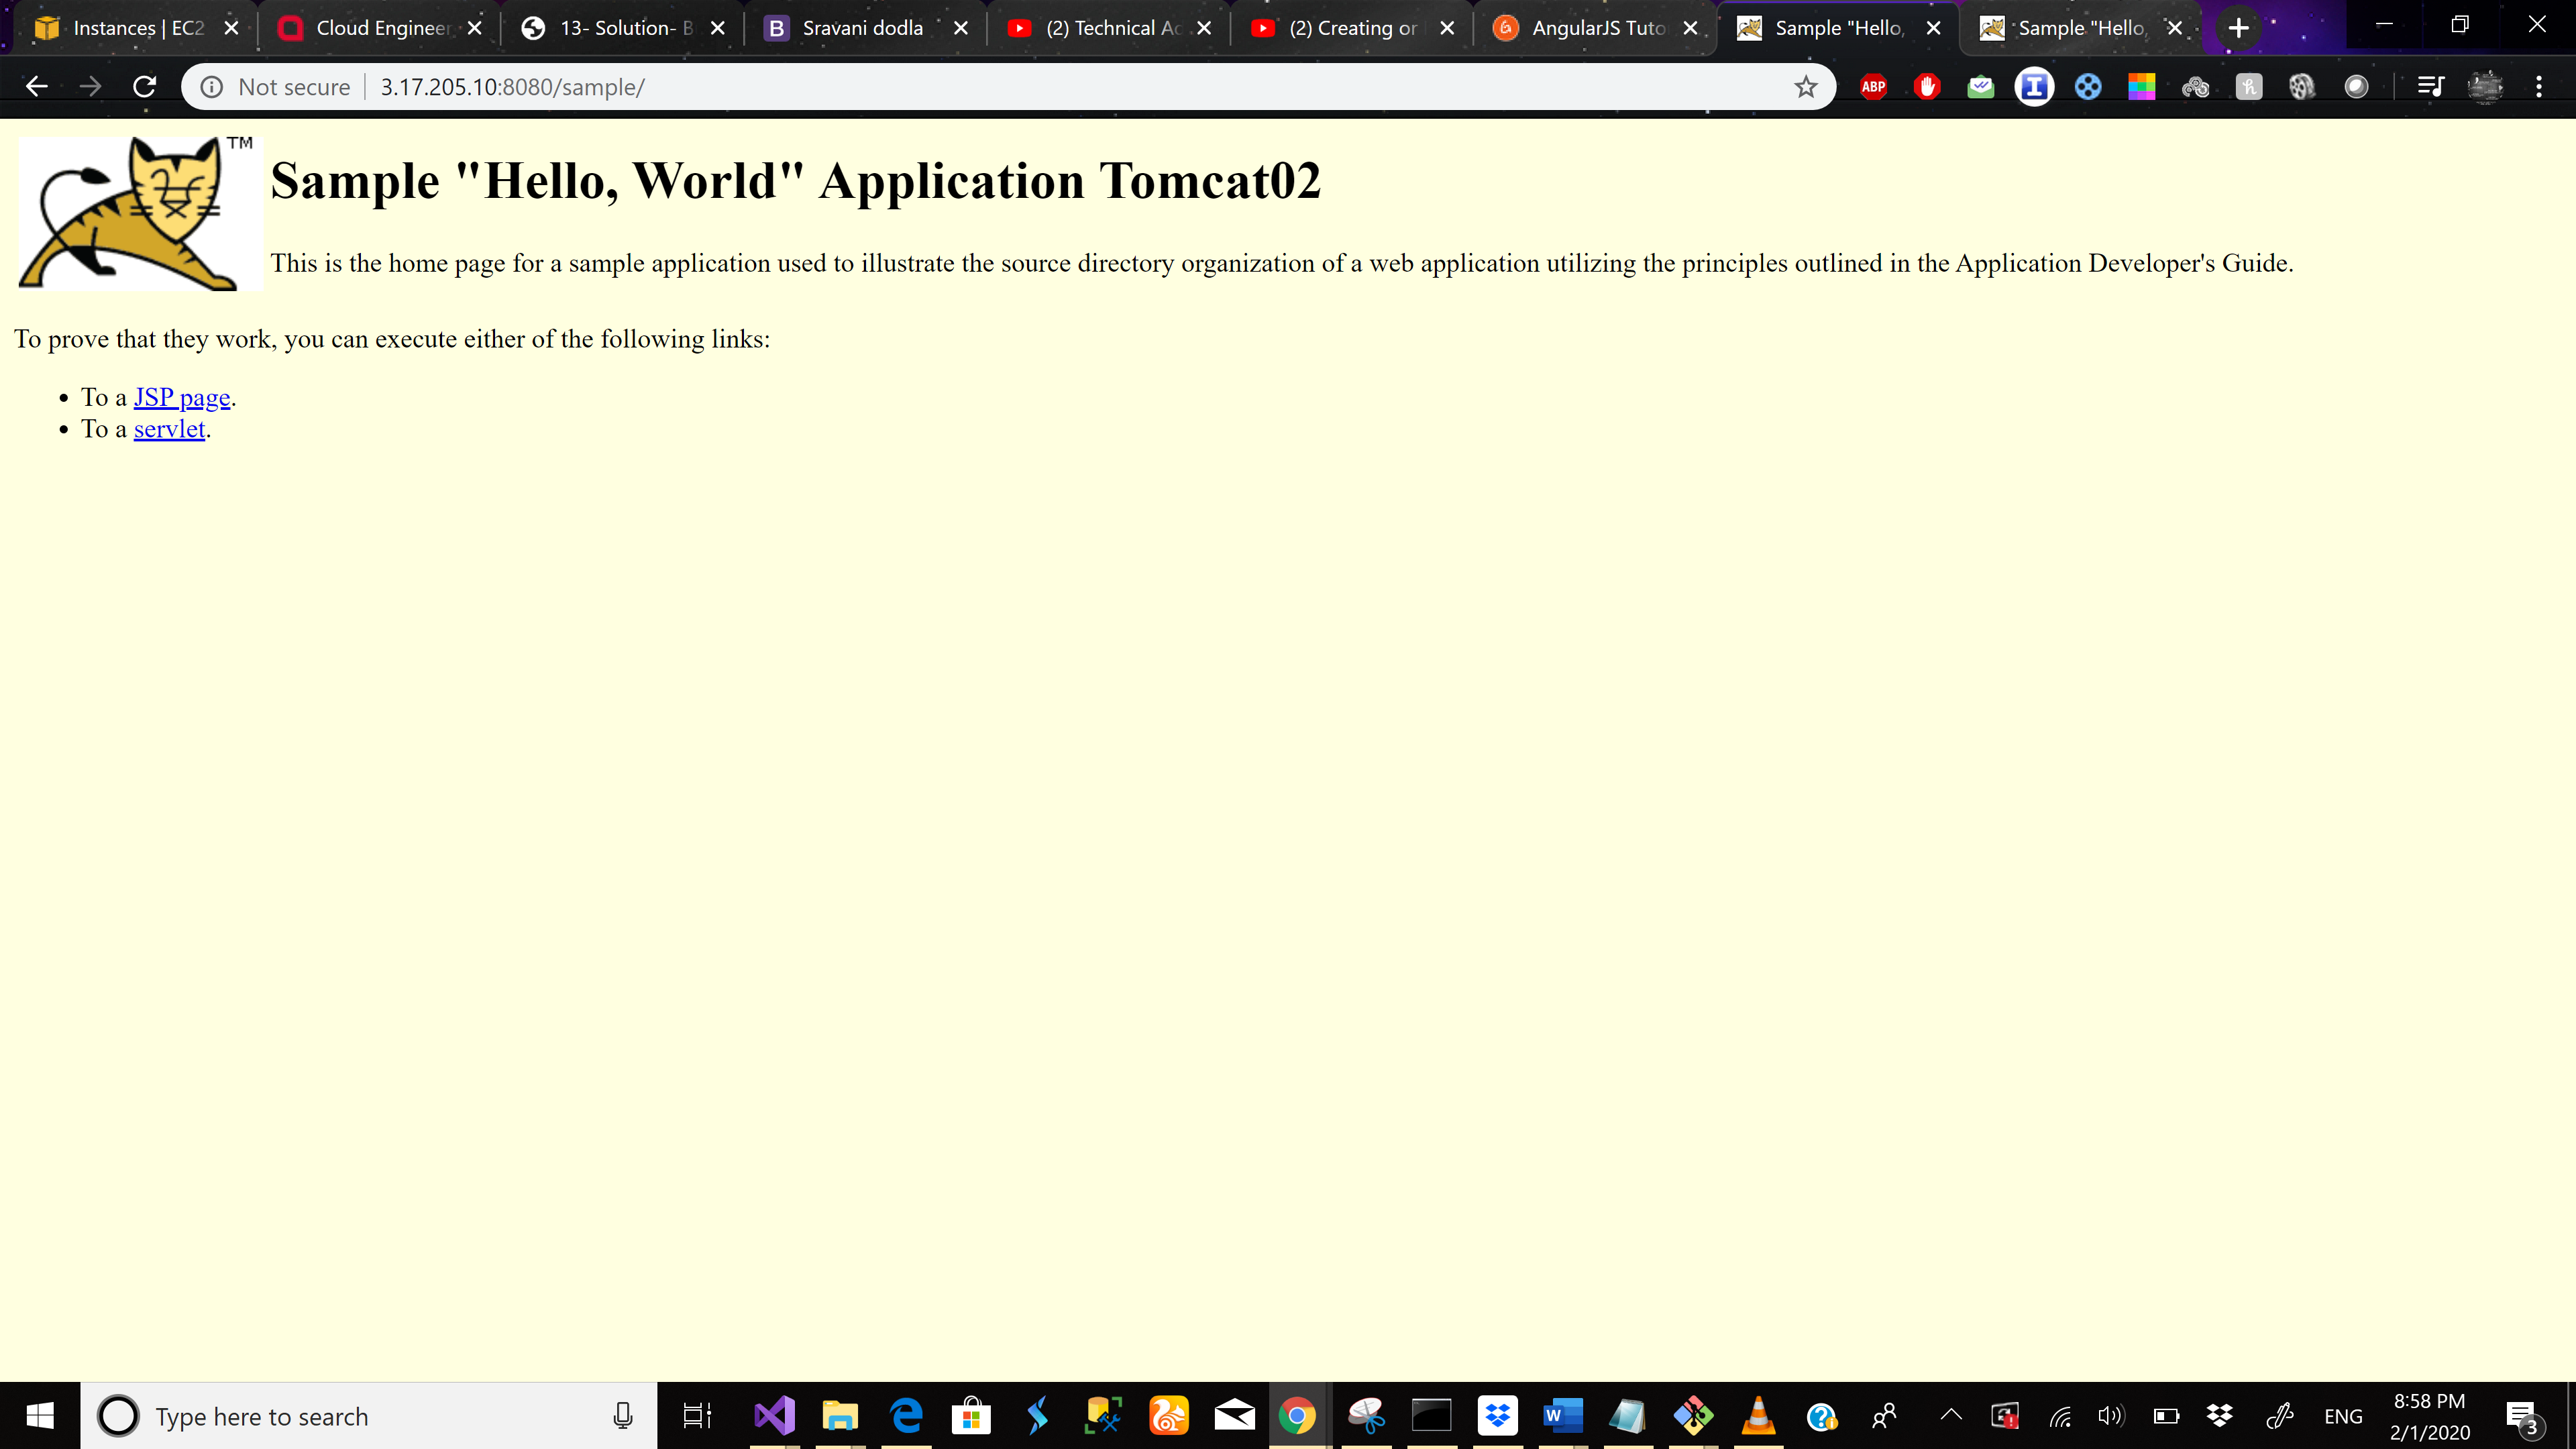 Instances | EC2
Cloud Engineer
13- Solution- B
Sravani dodla
(2) Technical Ac
(2) Creating or
AngularJS Tuto
Sample "Hello,
Sample "Hello,
Not secure
3.17.205.10:8080/sample/
ABP
TM
Sample "Hello, World" Application Tomcat02
This is the home page for a sample application used to illustrate the source directory organization of a web application utilizing the principles outlined in the Application Developer's Guide.
To prove that they work, you can execute either of the following links:
• To a JSP page.
• To a servlet.
Type here to search
ENG
8:58 PM
2/1/2020
3